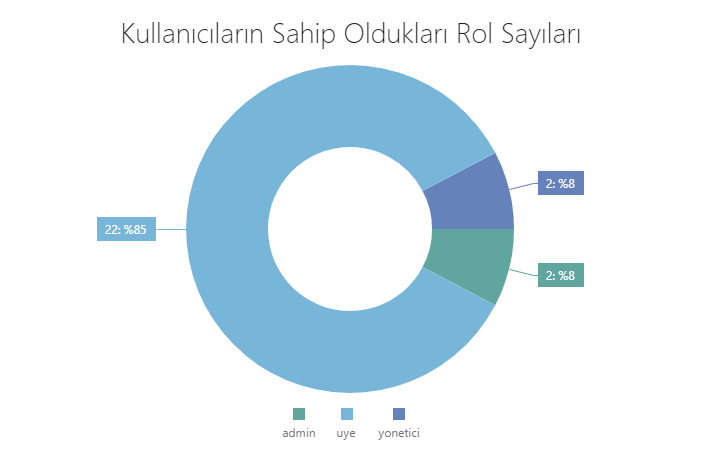 Kullanıcıların Sahip Oldukları Rol Sayıları
2: %8
22: %85
2: %8
admin
uye
yonetici